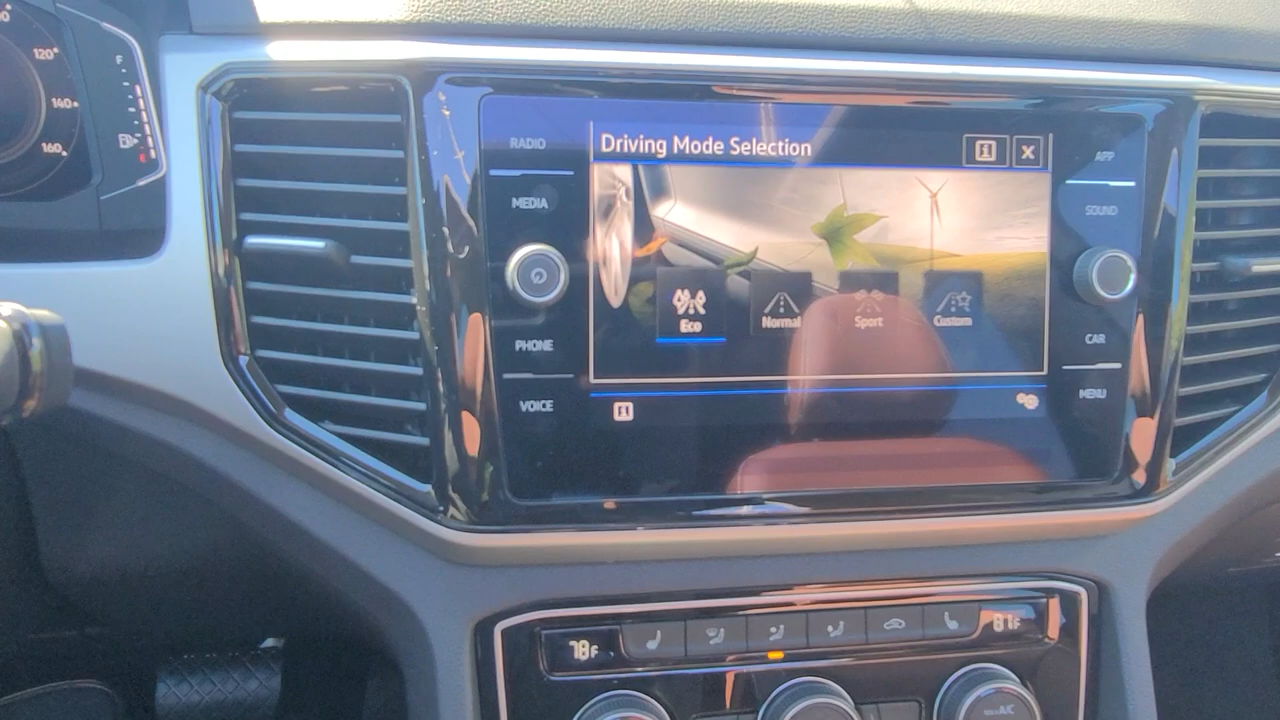 120
140
160
F
RADIO
MEDIA
PHONE
VOICE
Driving Mode Selection
i X
Eco Normal Sport Custom
i
APP
SOUND
CAR
MENU
78F
81F
A/C